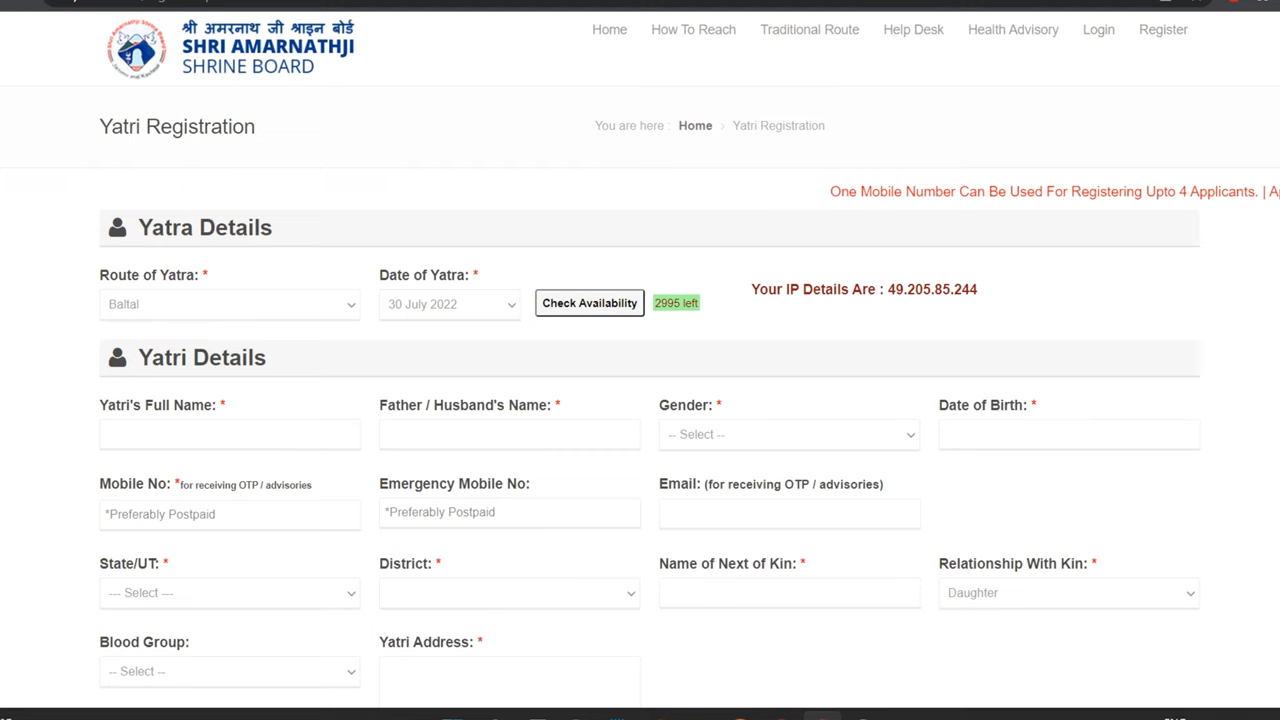 श्री अमरनाथ जी श्राइन बोर्ड
SHRI AMARNATHJI
SHRINE BOARD
Home How To Reach Traditional Route Help Desk Health Advisory Login Register
Yatri Registration
You are here : Home › Yatri Registration
One Mobile Number Can Be Used For Registering Upto 4 Applicants. |
Yatra Details
Route of Yatra: * Date of Yatra: *
Baltal 30 July 2022 Check Availability 2995 left Your IP Details Are : 49.205.85.244
Yatri Details
Yatri's Full Name: * Father / Husband's Name: * Gender: * Date of Birth: *
-- Select --
Mobile No: *for receiving OTP / advisories Emergency Mobile No: Email: (for receiving OTP / advisories)
*Preferably Postpaid *Preferably Postpaid
State/UT: * District: * Name of Next of Kin: * Relationship With Kin: *
--- Select --- Daughter
Blood Group: Yatri Address: *
-- Select --